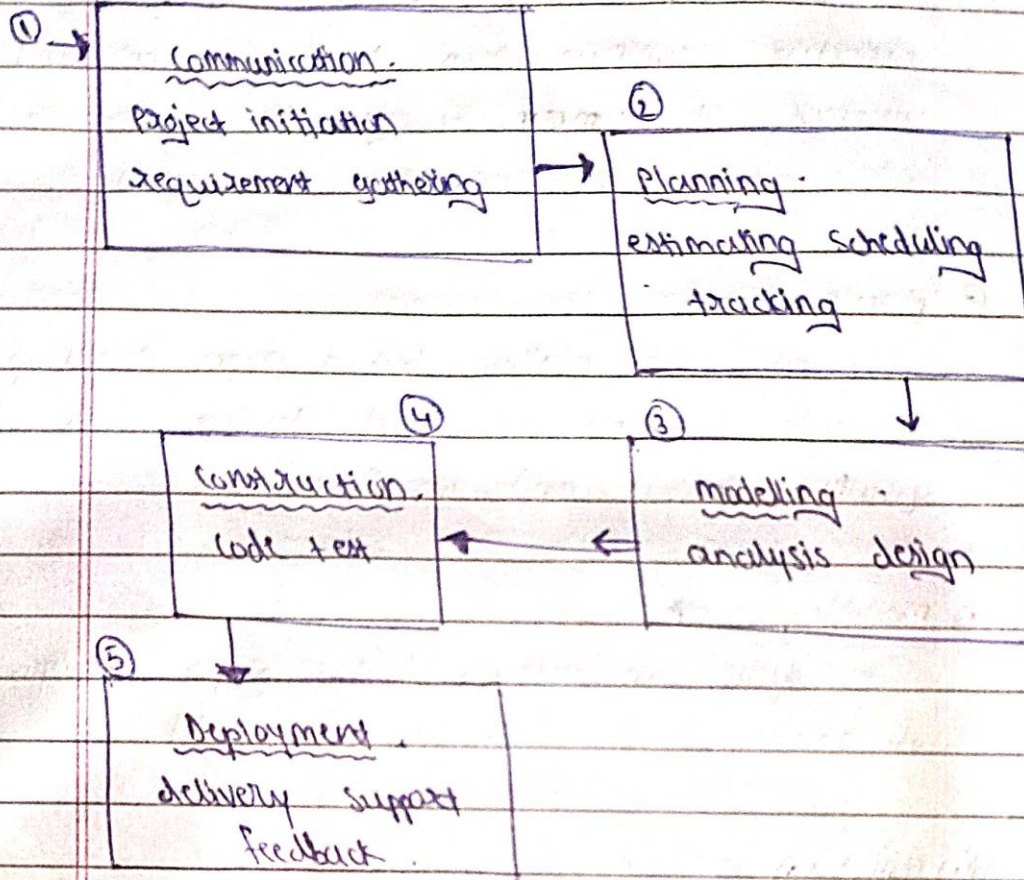 ①
Communication.
Project initiation
requirement gathering
②
Planning.
estimating scheduling
tracking
③
modelling.
analysis design
④
Construction.
code test
⑤
Deployment.
delivery support
feedback